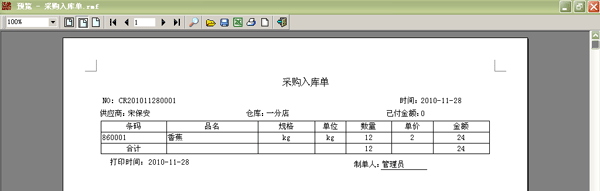 预览 - 采购入库单.rmf
100%
1
采购入库单
NO: CR201011280001 时间: 2010-11-28
供应商: 宋保安 仓库: 一分店 已付金额: 0
条码 品名 规格 单位 数量 单价 金额
860001 香蕉 kg kg 12 2 24
合计 12 24
打印时间: 2010-11-28 制单人: 管理员